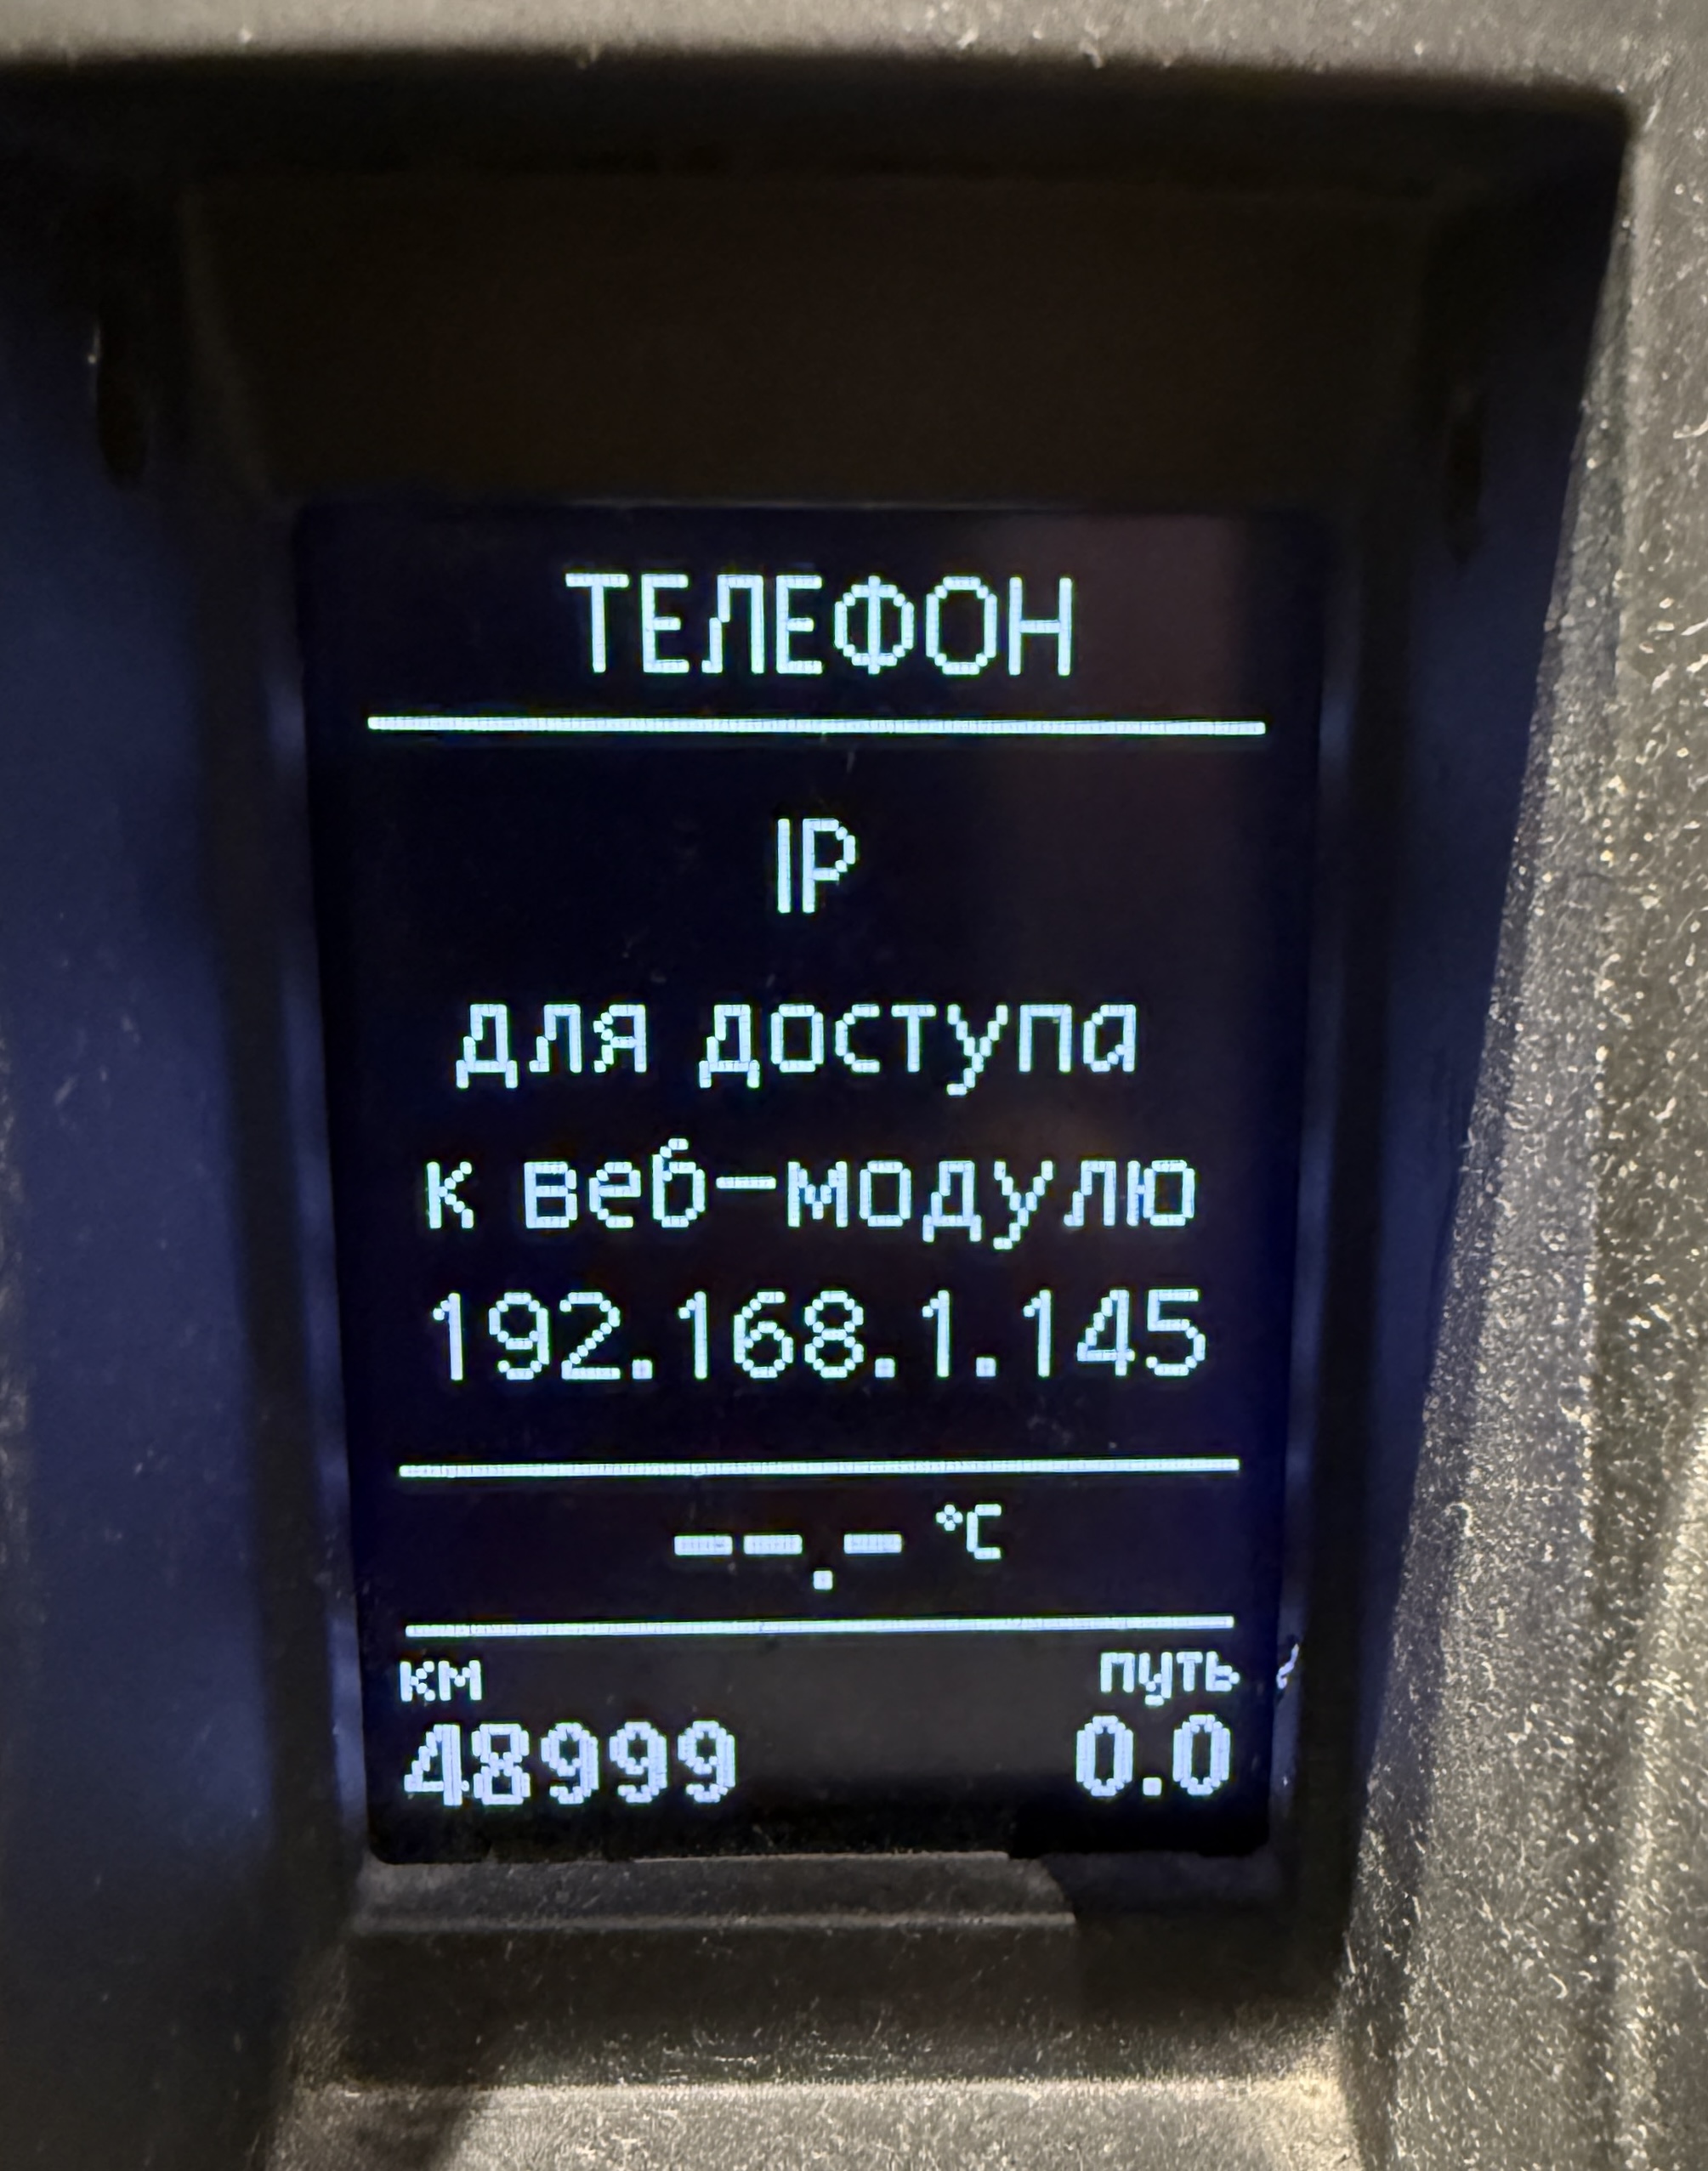 ТЕЛЕФОН
IP
для доступа
к веб-модулю
192.168.1.145
--.- °C
км путь
48999 0.0